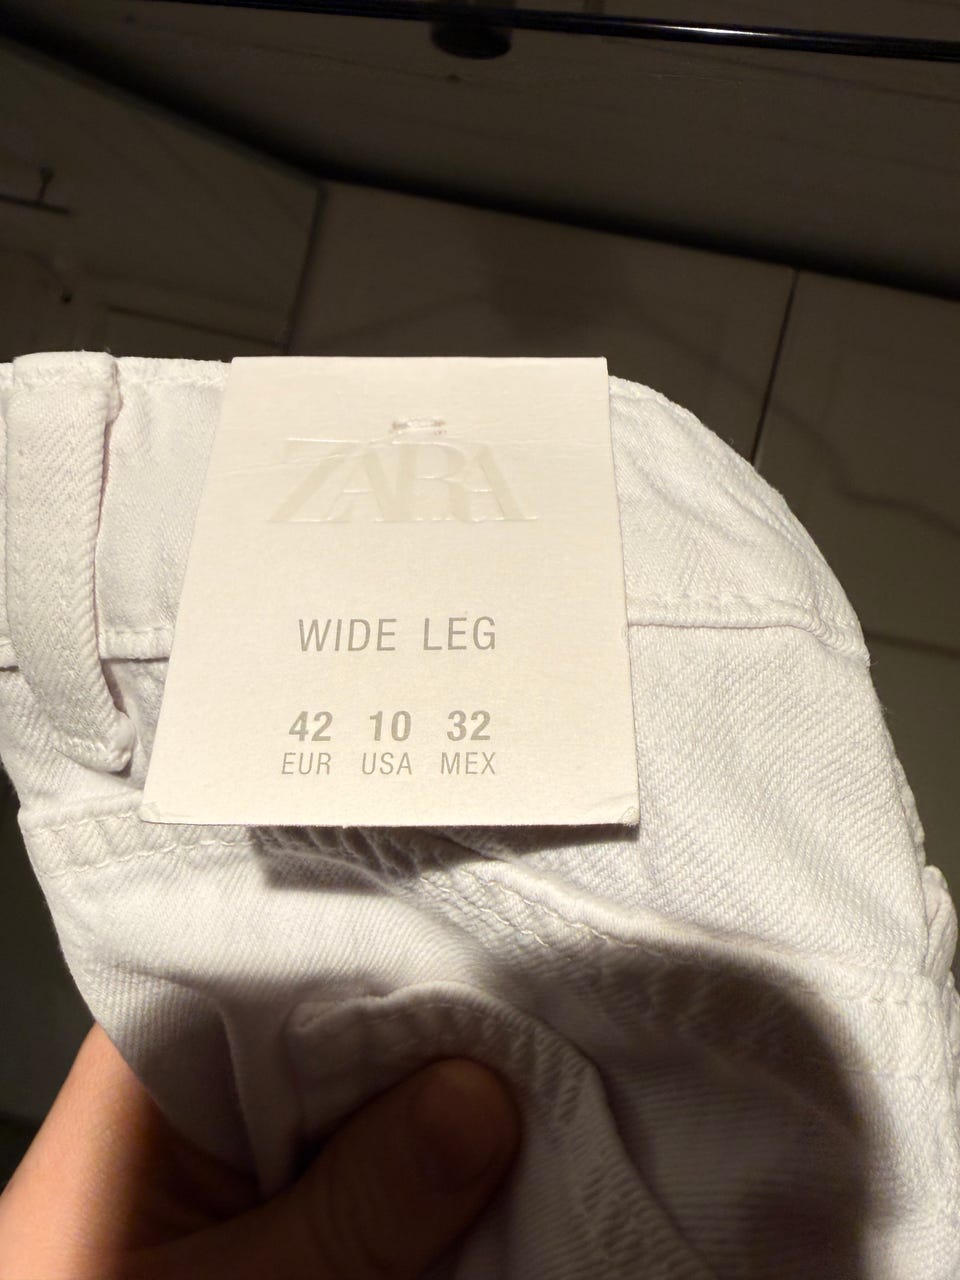 ZARA
WIDE LEG
42 10 32
EUR USA MEX